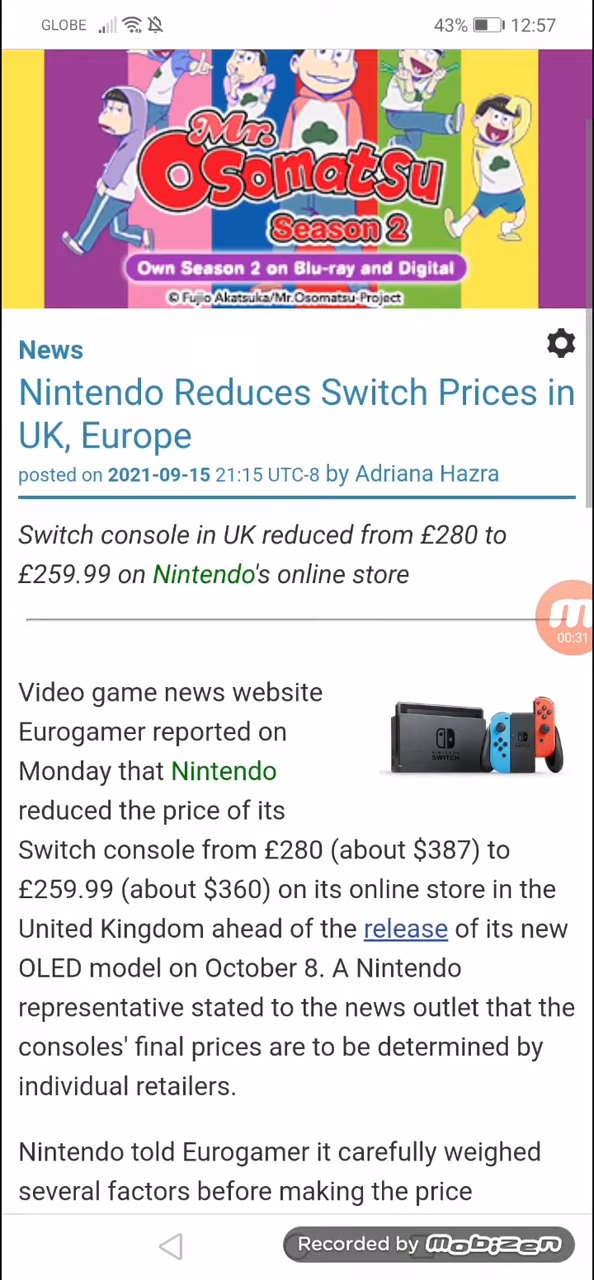 GLOBE
43% 12:57
Mr.
Osomatsu
Season 2
Own Season 2 on Blu-ray and Digital
© Fujio Akatsuka/Mr.Osomatsu-Project
News
Nintendo Reduces Switch Prices in
UK, Europe
posted on 2021-09-15 21:15 UTC-8 by Adriana Hazra
Switch console in UK reduced from £280 to
£259.99 on Nintendo's online store
00:31
Video game news website
Eurogamer reported on
Monday that Nintendo
reduced the price of its
NINTENDO
SWITCH
Switch console from £280 (about $387) to
£259.99 (about $360) on its online store in the
United Kingdom ahead of the release of its new
OLED model on October 8. A Nintendo
representative stated to the news outlet that the
consoles' final prices are to be determined by
individual retailers.
Nintendo told Eurogamer it carefully weighed
several factors before making the price
Recorded by mobizen